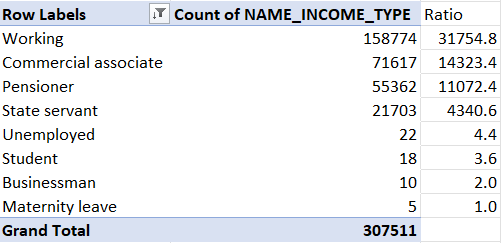 Row Labels Count of NAME_INCOME_TYPE Ratio
Working 158774 31754.8
Commercial associate 71617 14323.4
Pensioner 55362 11072.4
State servant 21703 4340.6
Unemployed 22 4.4
Student 18 3.6
Businessman 10 2.0
Maternity leave 5 1.0
Grand Total 307511